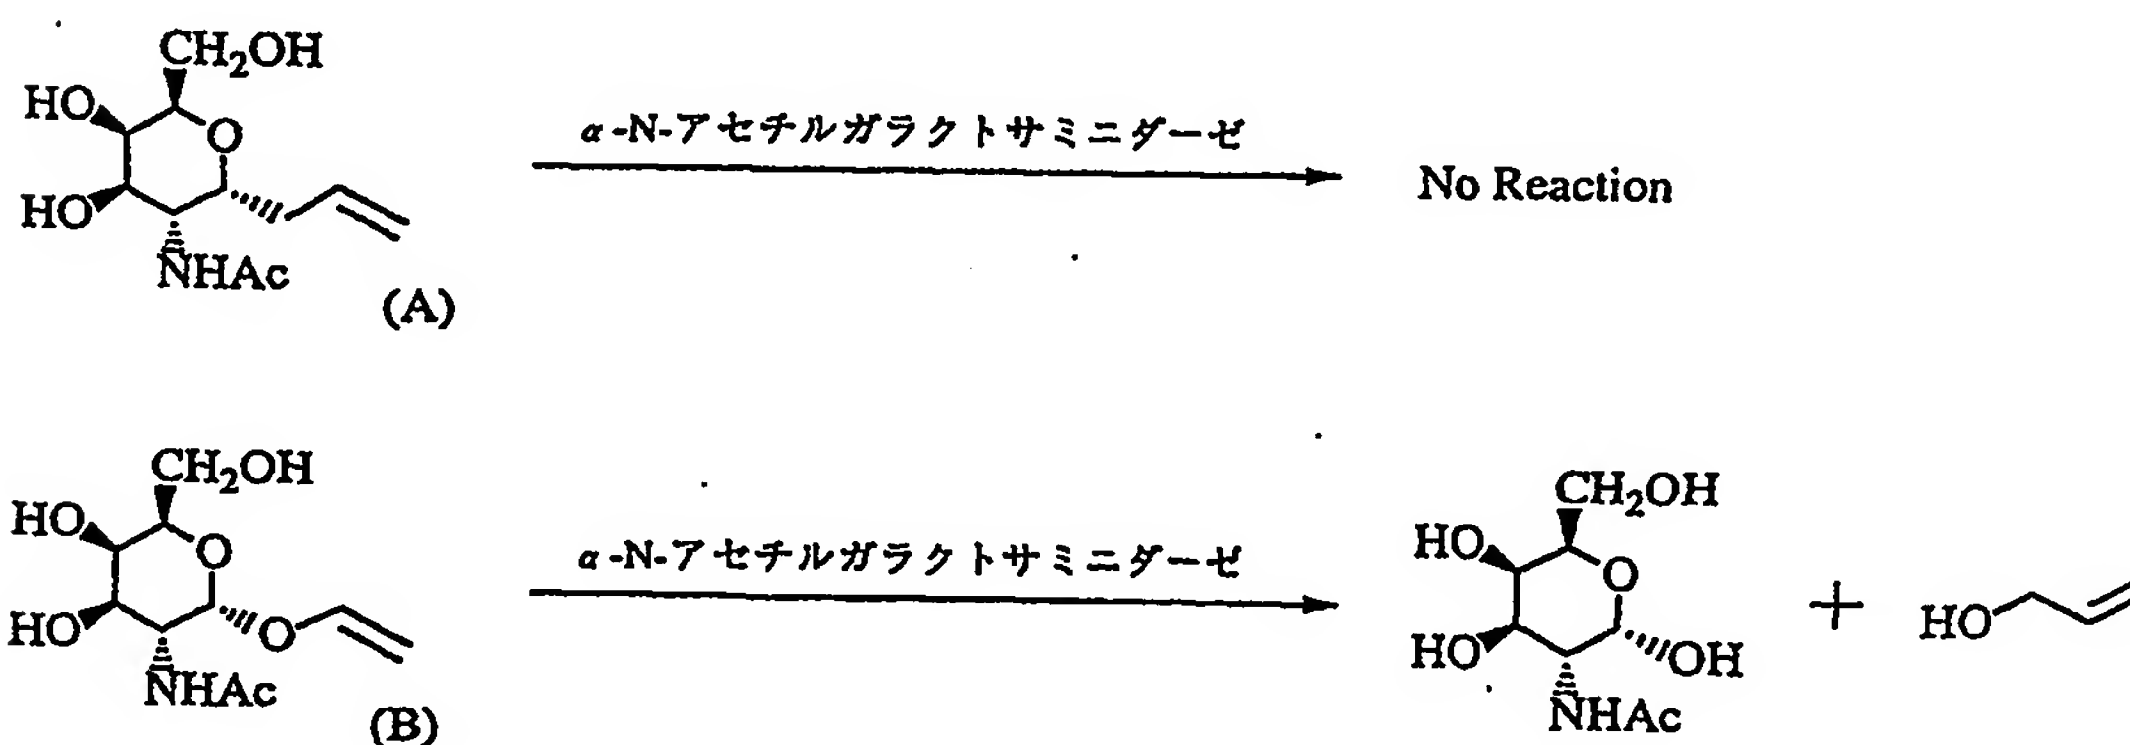 CH₂OH
HO
O
HO
NHAc
(A)
α-N-アセチルガラクトサミニダーゼ
No Reaction
CH₂OH
HO
O
HO
O
NHAc
(B)
α-N-アセチルガラクトサミニダーゼ
CH₂OH
HO
O
HO
OH
NHAc
+
HO